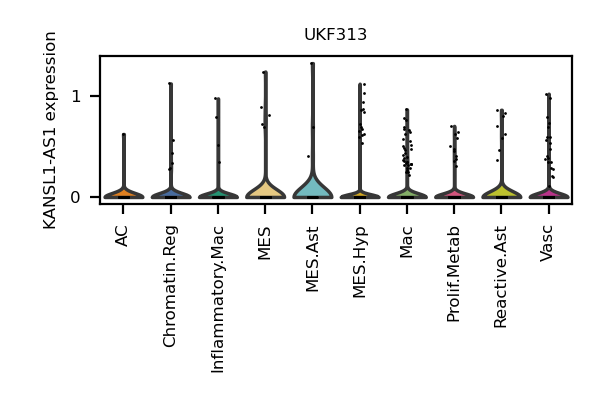 UKF313
KANSL1-AS1 expression
1
0
AC
Chromatin.Reg
Inflammatory.Mac
MES
MES.Ast
MES.Hyp
Mac
Prolif.Metab
Reactive.Ast
Vasc